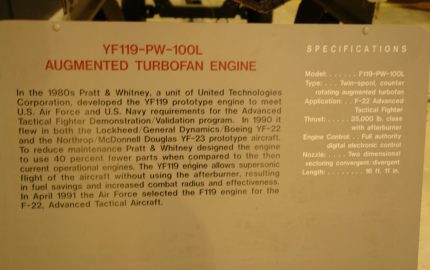 YF119-PW-100L
AUGMENTED TURBOFAN ENGINE
In the 1980s Pratt & Whitney, a unit of United Technologies
Corporation, developed the YF119 prototype engine to meet
U.S. Air Force and U.S. Navy requirements for the Advanced
Tactical Fighter Demonstration/Validation program. In 1990 it
flew in both the Lockheed/General Dynamics/Boeing YF-22
and the Northrop/McDonnell Douglas YF-23 prototype aircraft.
To reduce maintenance Pratt & Whitney designed the engine
to use 40 percent fewer parts when compared to the then
current operational engines. The YF119 engine allows supersonic
flight of the aircraft without using the afterburner, resulting
in fuel savings and increased combat radius and effectiveness.
In April 1991 the Air Force selected the F119 engine for the
F-22, Advanced Tactical Aircraft.
SPECIFICATIONS
Model: . . . . . . F119-PW-100L
Type: . . . Twin-spool, counter
rotating augmented turbofan
Application: . . F-22 Advanced
Tactical Fighter
Thrust: . . . . . 35,000 lb. class
with afterburner
Engine Control: . . Full authority
digital electronic control
Nozzle: . . . . Two dimensional
vectoring convergent divergent
Length: . . . . . . . . 16 ft. 11 in.